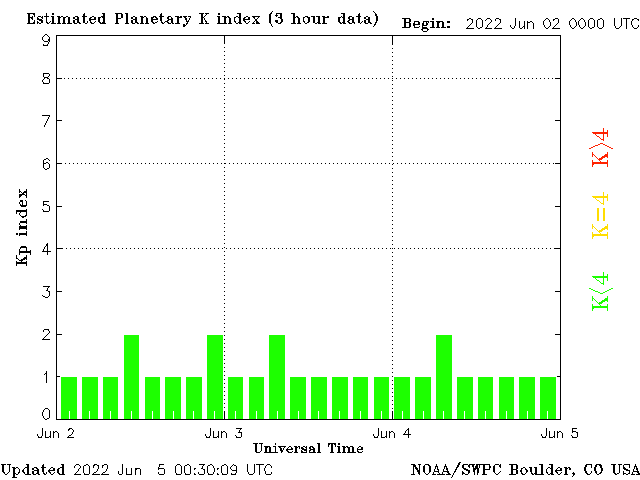 Estimated Planetary K index (3 hour data) Begin: 2022 Jun 02 0000 UTC
9
8
7
6
5
4
3
2
1
0
Kp index
K>4
K=4
K<4
Jun 2 Jun 3 Jun 4 Jun 5
Universal Time
Updated 2022 Jun 5 00:30:09 UTC NOAA/SWPC Boulder, CO USA